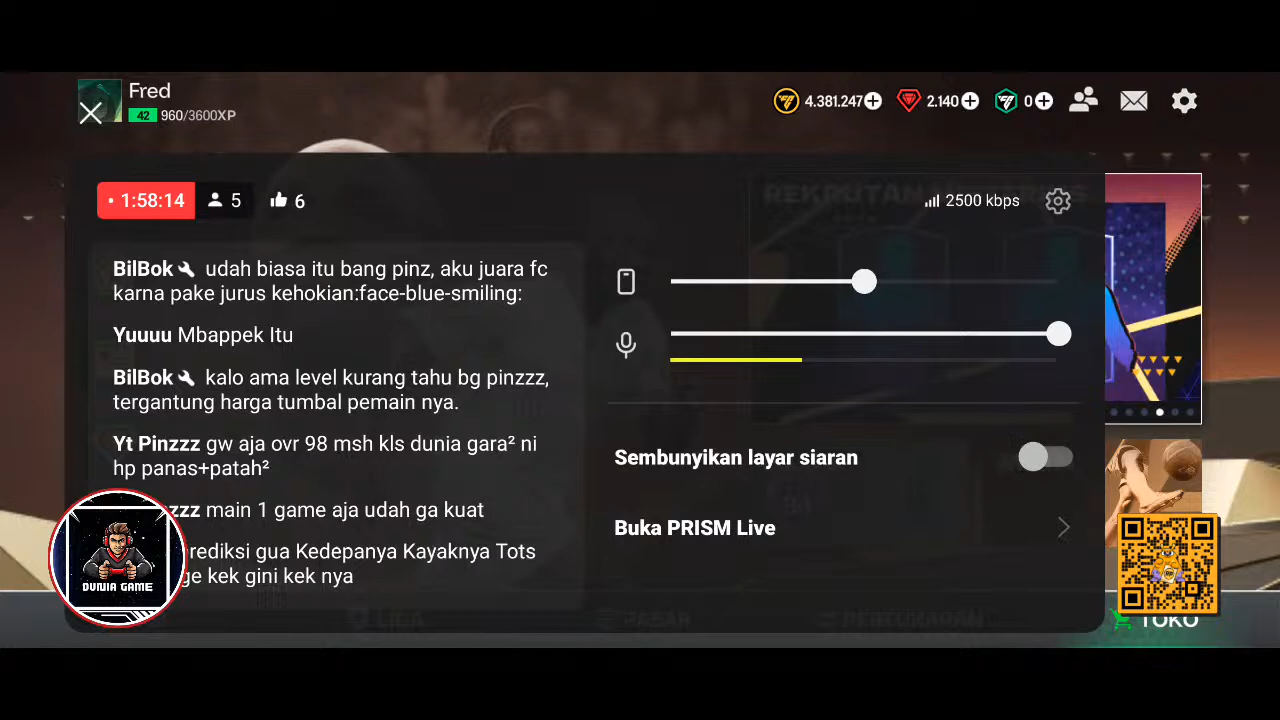 Fred
42 960/3600XP
4.381.247 2.140 0
1:58:14 5 6
2500 kbps
REKRUTAN
BilBok udah biasa itu bang pinz, aku juara fc
karna pake jurus kehokian:face-blue-smiling:
Yuuuu Mbappek Itu
BilBok kalo ama level kurang tahu bg pinzzz,
tergantung harga tumbal pemain nya.
Yt Pinzzz gw aja ovr 98 msh kls dunia gara² ni
hp panas+patah²
zzz main 1 game aja udah ga kuat
rediksi gua Kedepanya Kayaknya Tots
ge kek gini kek nya
Sembunyikan layar siaran
Buka PRISM Live
DUNIA GAME
LIGA
PASAR
PERTUKARAN
TOKO